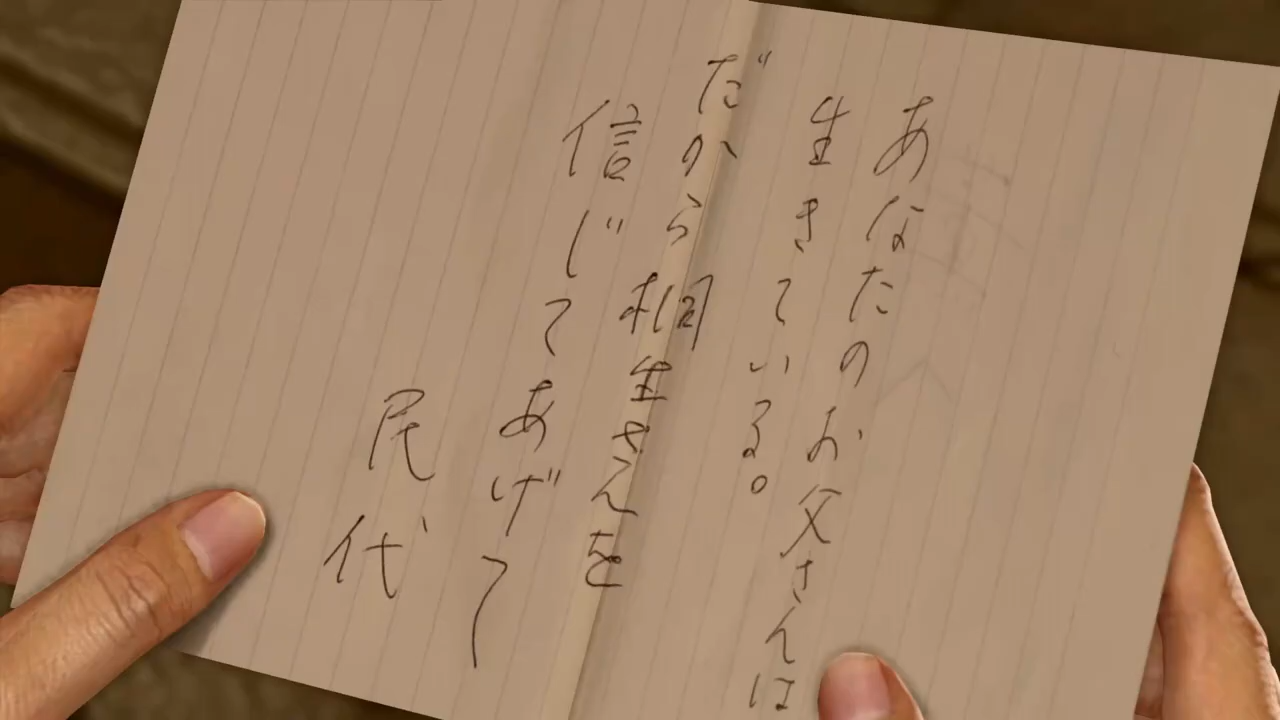 あなたのお父さんは
生きている。
だから桐生さんを
信じてあげて
民代